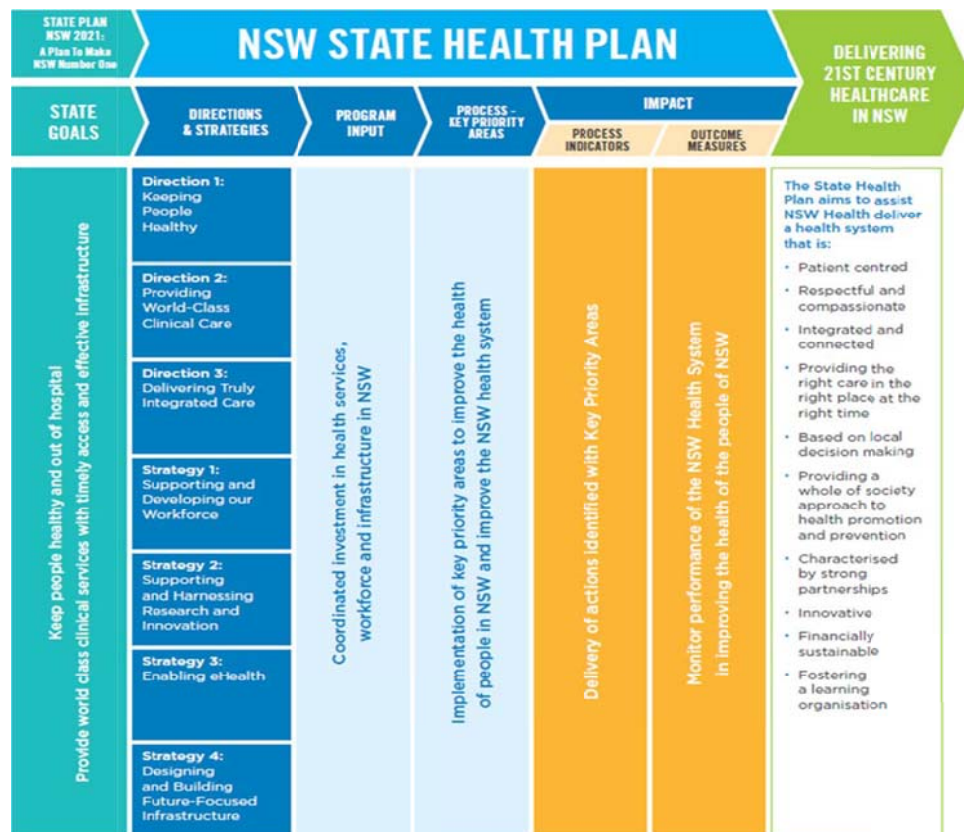 STATE PLAN
NSW 2021:
A Plan To Make
NSW Number One
NSW STATE HEALTH PLAN
DELIVERING
21ST CENTURY
HEALTHCARE
IN NSW
STATE
GOALS
DIRECTIONS
& STRATEGIES
PROGRAM
INPUT
PROCESS –
KEY PRIORITY
AREAS
IMPACT
PROCESS
INDICATORS
OUTCOME
MEASURES
Keep people healthy and out of hospital
Provide world class clinical services with timely access and effective infrastructure
Direction 1:
Keeping
People
Healthy
Direction 2:
Providing
World-Class
Clinical Care
Direction 3:
Delivering Truly
Integrated Care
Strategy 1:
Supporting and
Developing our
Workforce
Strategy 2:
Supporting
and Harnessing
Research and
Innovation
Strategy 3:
Enabling eHealth
Strategy 4:
Designing
and Building
Future-Focused
Infrastructure
Coordinated investment in health services,
workforce and infrastructure in NSW
Implementation of key priority areas to improve the health
of people in NSW and improve the NSW health system
Delivery of actions identified with Key Priority Areas
Monitor performance of the NSW Health System
in improving the health of the people of NSW
The State Health
Plan aims to assist
NSW Health deliver
a health system
that is:
• Patient centred
• Respectful and
compassionate
• Integrated and
connected
• Providing the
right care in the
right place at the
right time
• Based on local
decision making
• Providing a
whole of society
approach to
health promotion
and prevention
• Characterised
by strong
partnerships
• Innovative
• Financially
sustainable
• Fostering
a learning
organisation